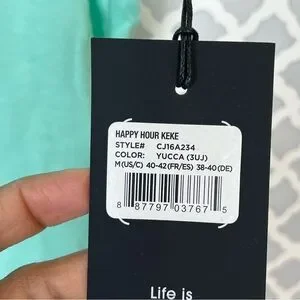 HAPPY HOUR KEKE
STYLE# CJ16A234
COLOR: YUCCA (3UJ)
M(US/C) 40-42(FR/ES) 38-40(DE)
8 87797 03767 5
Life is